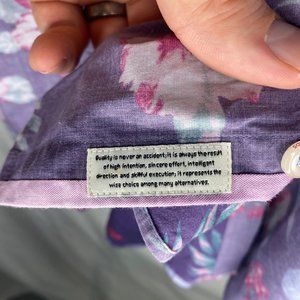 Quality is never an accident; it is always the result
of high intention, sincere effort, intelligent
direction and skilful execution; it represents the
wise choice among many alternatives.